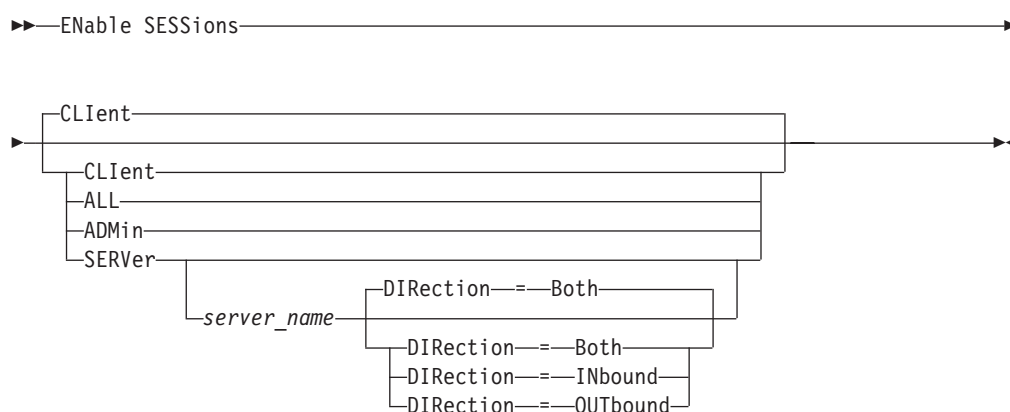 ENable SESSions
CLIent
CLIent
ALL
ADMin
SERVer
DIRection = Both
server_name
DIRection = Both
DIRection = INbound
DIRection = OUTbound